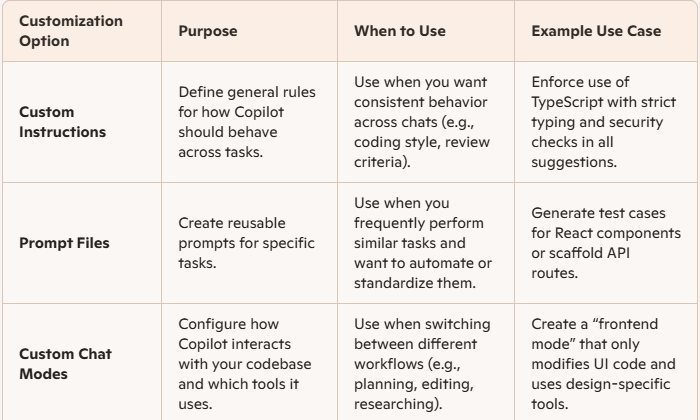 Customization
Option
Purpose
When to Use
Example Use Case
Custom
Instructions
Define general rules
for how Copilot
should behave
across tasks.
Use when you want
consistent behavior
across chats (e.g.,
coding style, review
criteria).
Enforce use of
TypeScript with strict
typing and security
checks in all
suggestions.
Prompt Files
Create reusable
prompts for specific
tasks.
Use when you
frequently perform
similar tasks and
want to automate or
standardize them.
Generate test cases
for React components
or scaffold API
routes.
Custom Chat
Modes
Configure how
Copilot interacts
with your codebase
and which tools it
uses.
Use when switching
between different
workflows (e.g.,
planning, editing,
researching).
Create a “frontend
mode” that only
modifies UI code and
uses design-specific
tools.